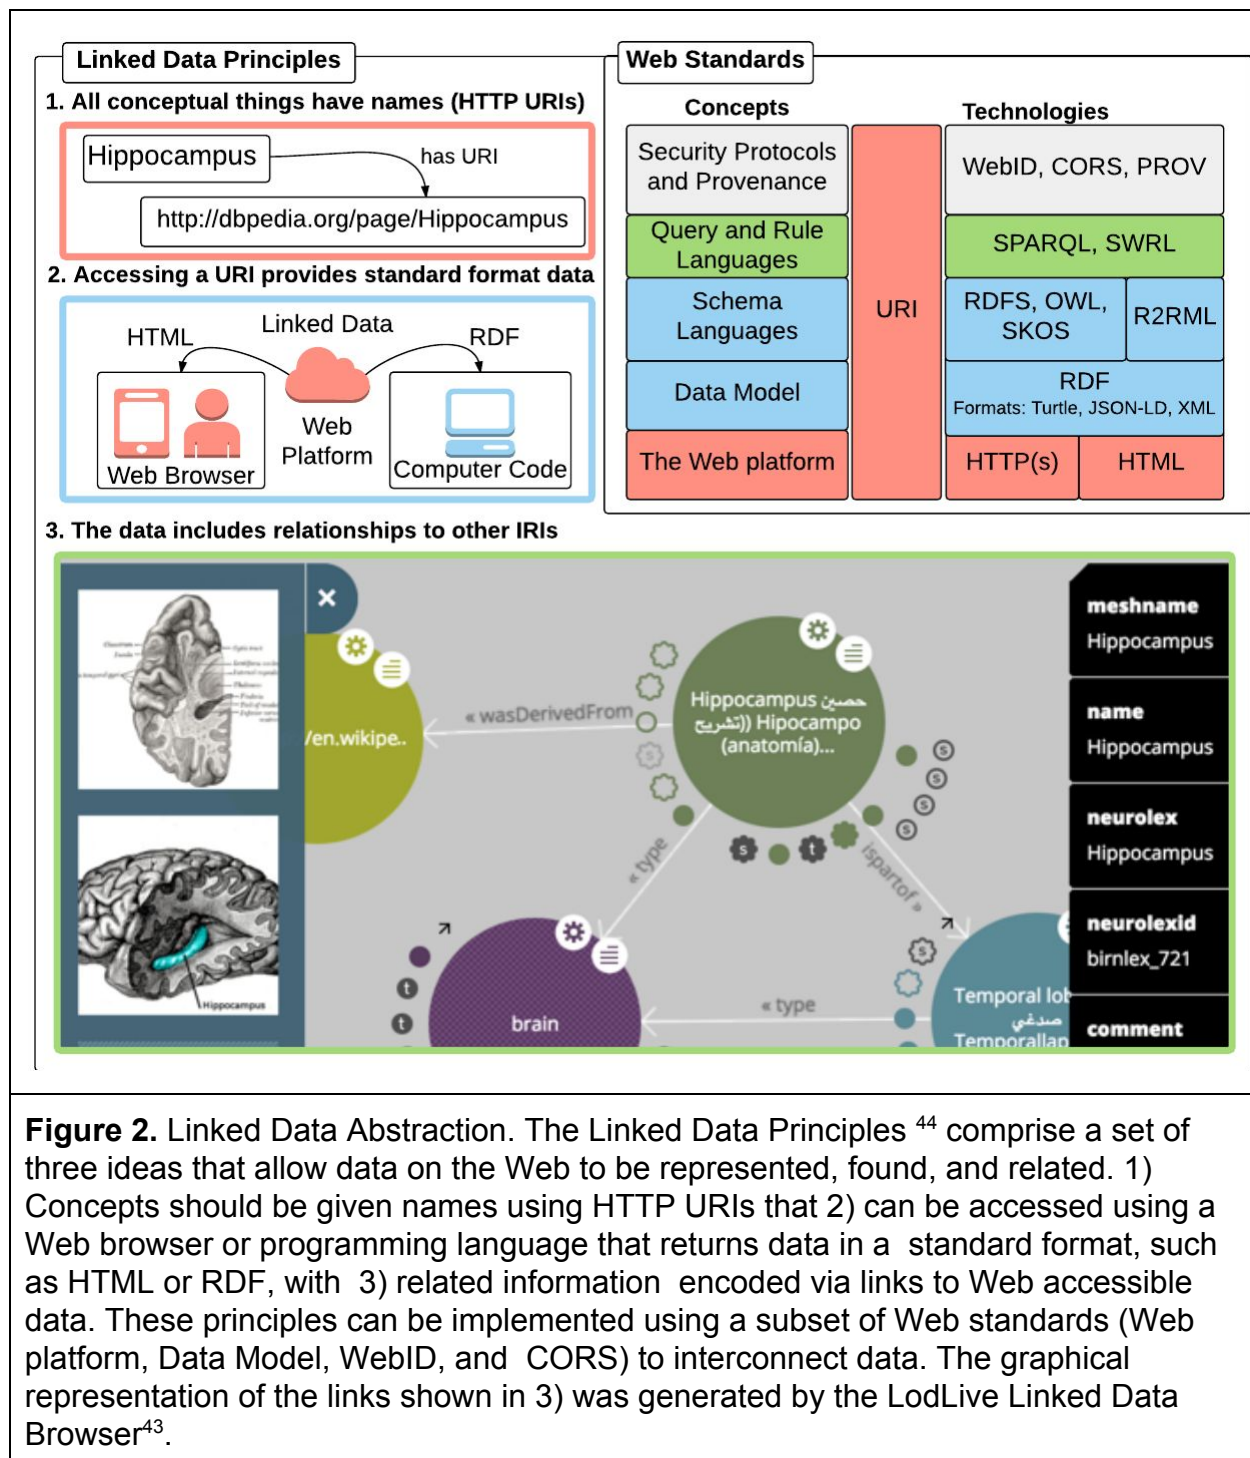 Linked Data Principles
1. All conceptual things have names (HTTP URIs)
Hippocampus
has URI
http://dbpedia.org/page/Hippocampus
2. Accessing a URI provides standard format data
Linked Data
HTML
RDF
Web
Platform
Web Browser
Computer Code
Web Standards
Concepts
Technologies
Security Protocols
and Provenance
WebID, CORS, PROV
Query and Rule
Languages
SPARQL, SWRL
Schema
Languages
URI
RDFS, OWL,
SKOS
R2RML
Data Model
RDF
Formats: Turtle, JSON-LD, XML
The Web platform
HTTP(s)
HTML
3. The data includes relationships to other IRIs
Hippocampus
/en.wikipe..
« wasDerivedFrom
Hippocampus حصين
(تشريح)) Hipocampo
(anatomía)...
s
s
s
s
s
s
t
« type
ispartof »
brain
t
t
« type
s
Temporal lob
صدغي
Temporallap
meshname
Hippocampus
name
Hippocampus
neurolex
Hippocampus
neurolexid
birnlex_721
comment
Figure 2. Linked Data Abstraction. The Linked Data Principles 44 comprise a set of
three ideas that allow data on the Web to be represented, found, and related. 1)
Concepts should be given names using HTTP URIs that 2) can be accessed using a
Web browser or programming language that returns data in a standard format, such
as HTML or RDF, with 3) related information encoded via links to Web accessible
data. These principles can be implemented using a subset of Web standards (Web
platform, Data Model, WebID, and CORS) to interconnect data. The graphical
representation of the links shown in 3) was generated by the LodLive Linked Data
Browser43.